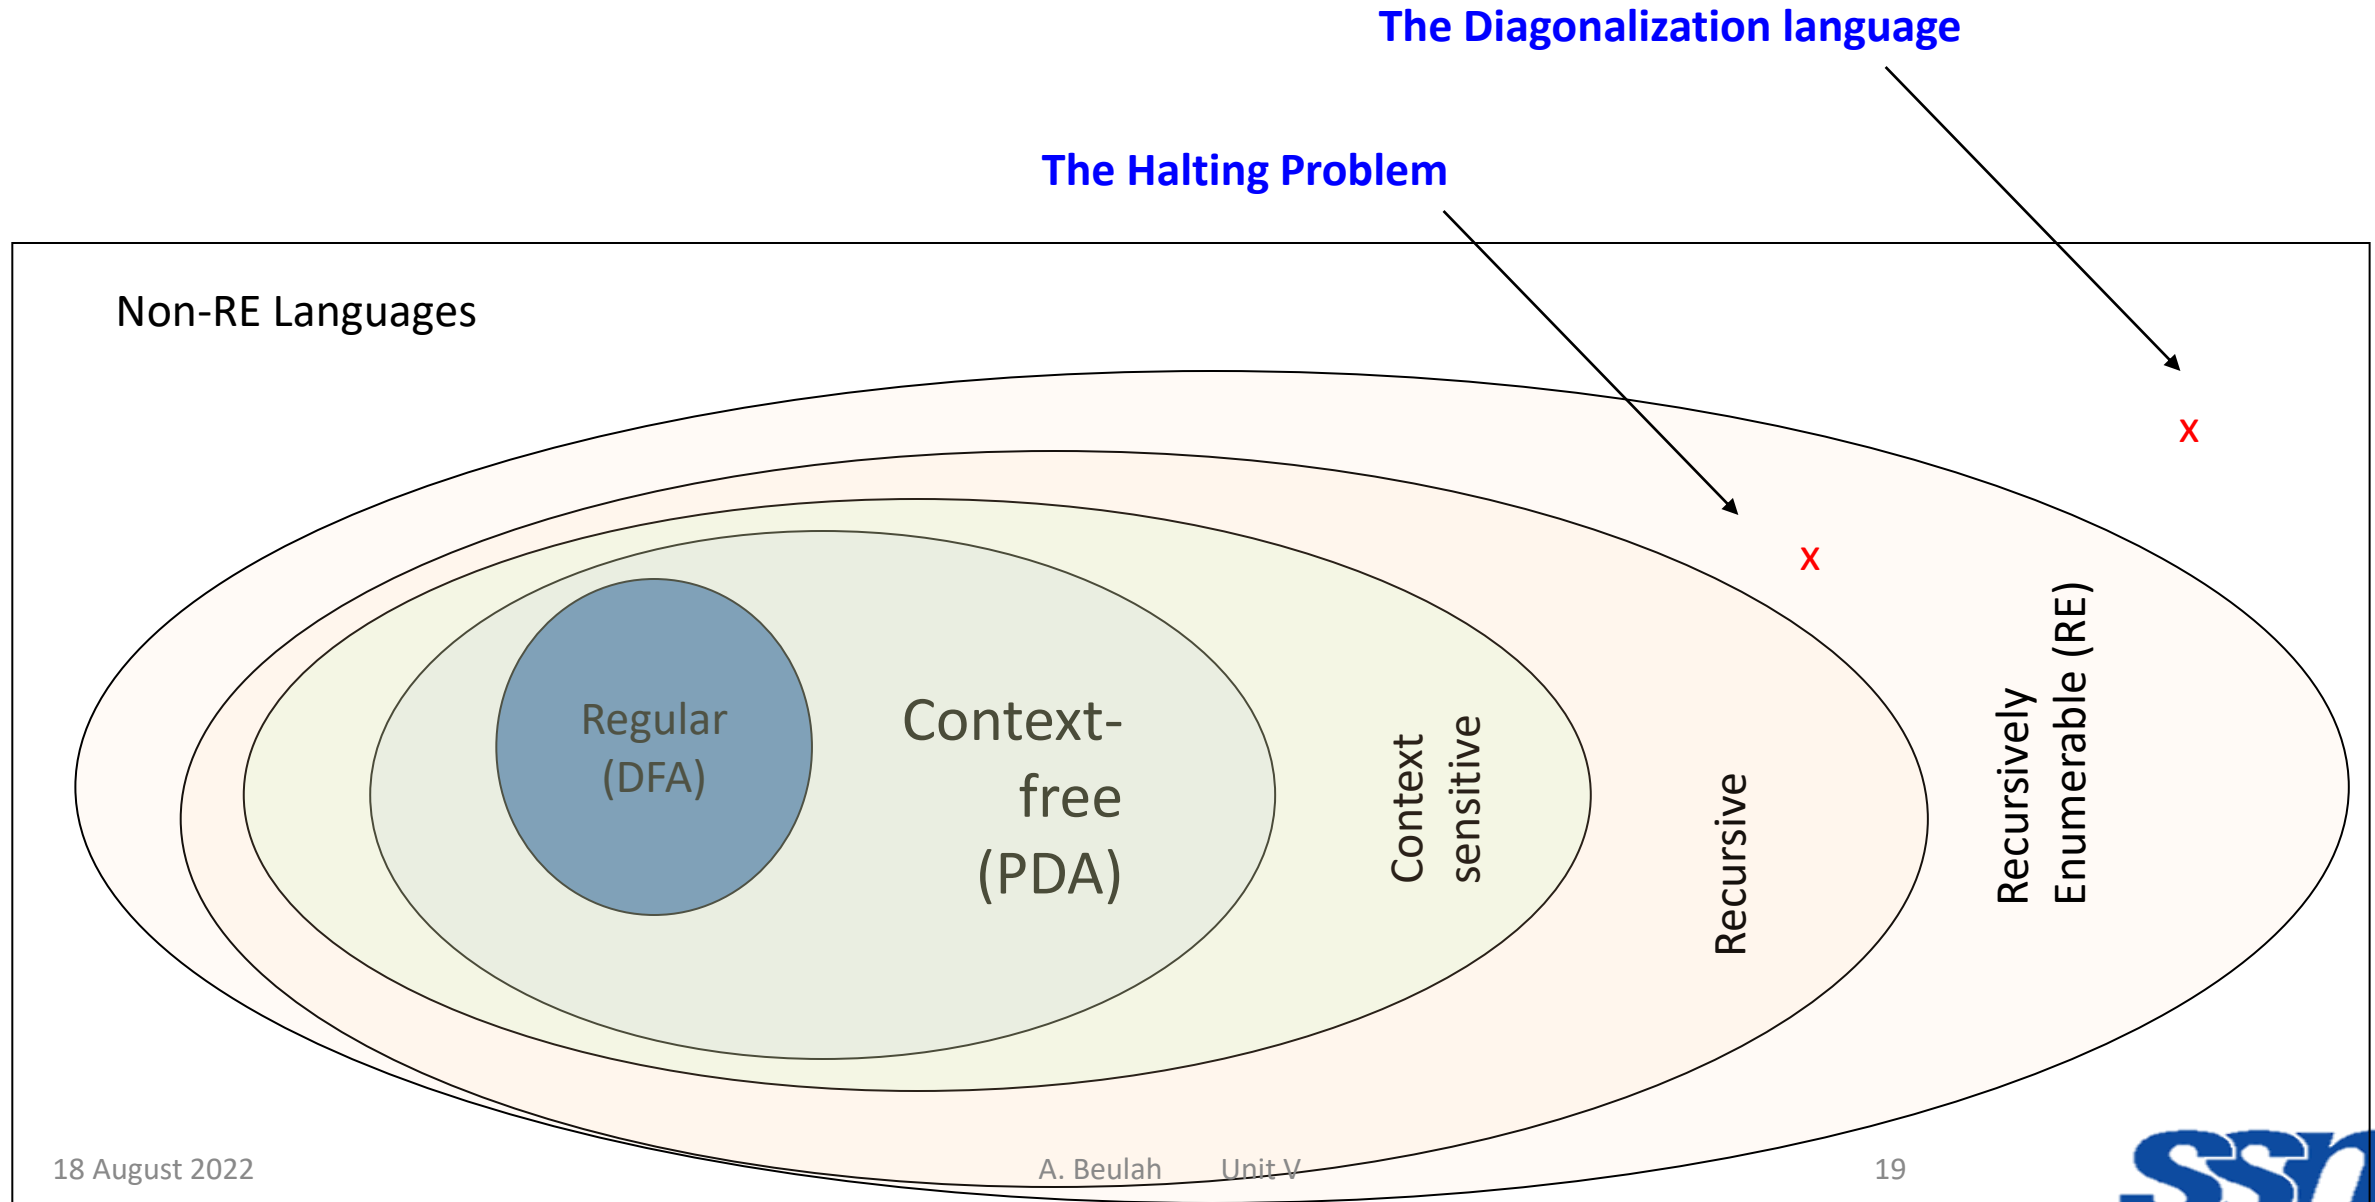 The Diagonalization language
The Halting Problem
Non-RE Languages
x
x
Regular
(DFA)
Context-
free
(PDA)
Context
sensitive
Recursive
Recursively
Enumerable (RE)
18 August 2022
A. Beulah Unit V
19
ssn